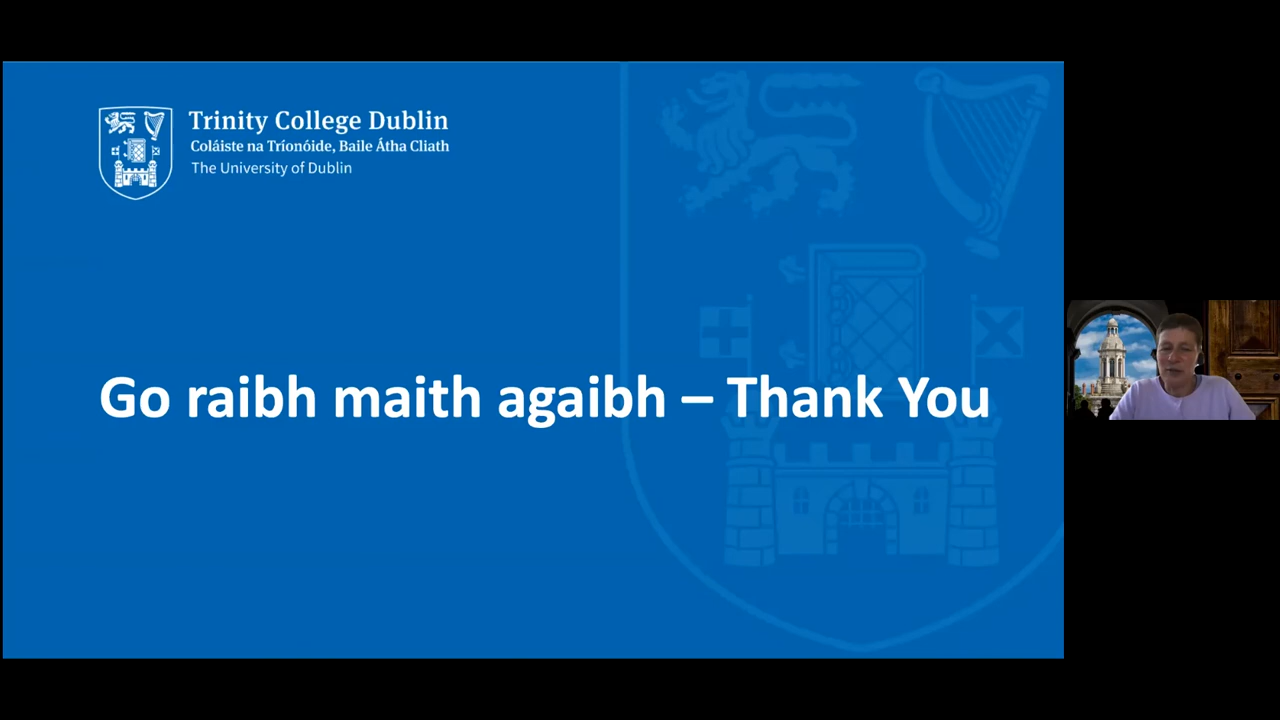 Trinity College Dublin
Coláiste na Tríonóide, Baile Átha Cliath
The University of Dublin
Go raibh maith agaibh – Thank You